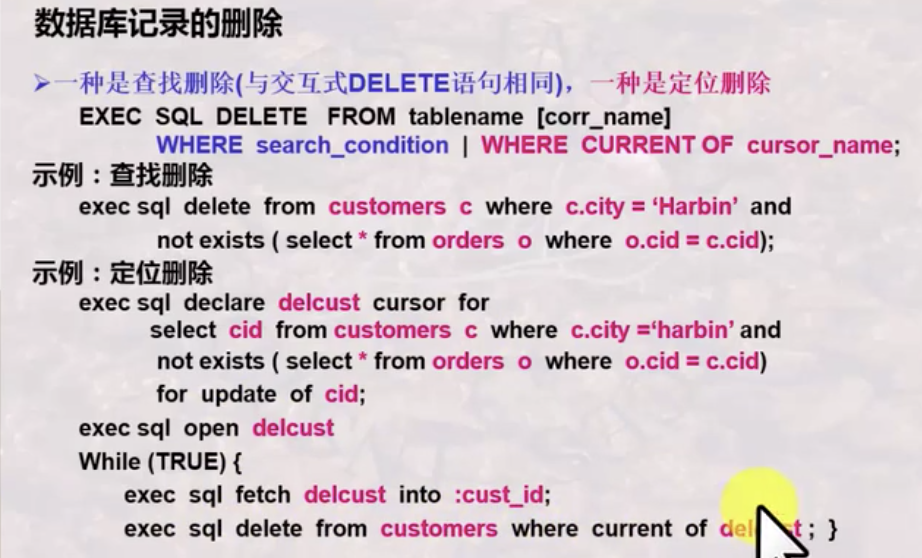 数据库记录的删除
➢一种是查找删除(与交互式DELETE语句相同)，一种是定位删除
EXEC SQL DELETE FROM tablename [corr_name]
WHERE search_condition | WHERE CURRENT OF cursor_name;
示例：查找删除
exec sql delete from customers c where c.city = ‘Harbin’ and
not exists ( select * from orders o where o.cid = c.cid);
示例：定位删除
exec sql declare delcust cursor for
select cid from customers c where c.city =‘harbin’ and
not exists ( select * from orders o where o.cid = c.cid)
for update of cid;
exec sql open delcust
While (TRUE) {
exec sql fetch delcust into :cust_id;
exec sql delete from customers where current of delcust ; }